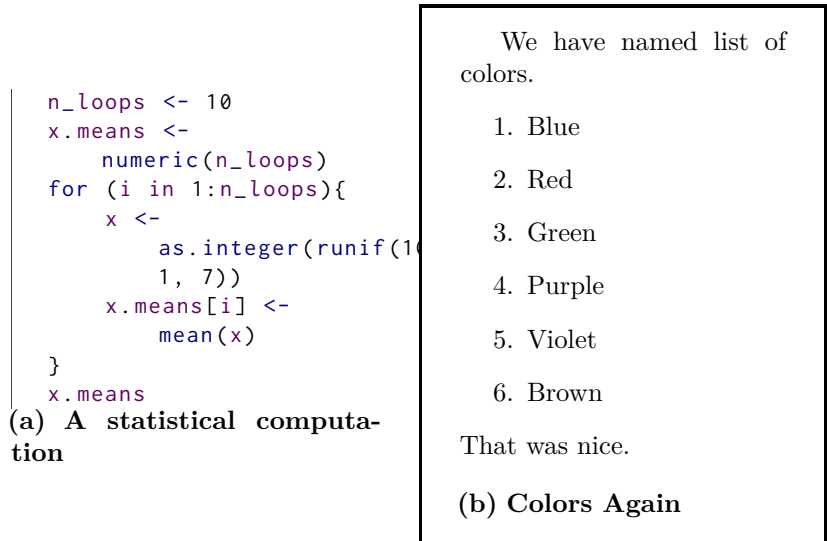 n_loops <- 10
x.means <-
numeric(n_loops)
for (i in 1:n_loops){
x <-
as.integer(runif(10
1, 7))
x.means[i] <-
mean(x)
}
x.means
(a) A statistical computa-
tion
We have named list of
colors.
1. Blue
2. Red
3. Green
4. Purple
5. Violet
6. Brown
That was nice.
(b) Colors Again